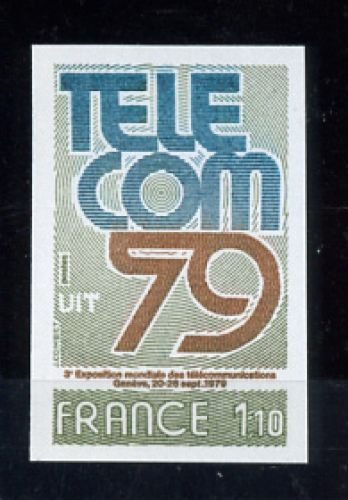 TELE
COM
79
UIT
3e Exposition mondiale des télécommunications
Genève, 20-26 sept. 1979
FRANCE 1,10